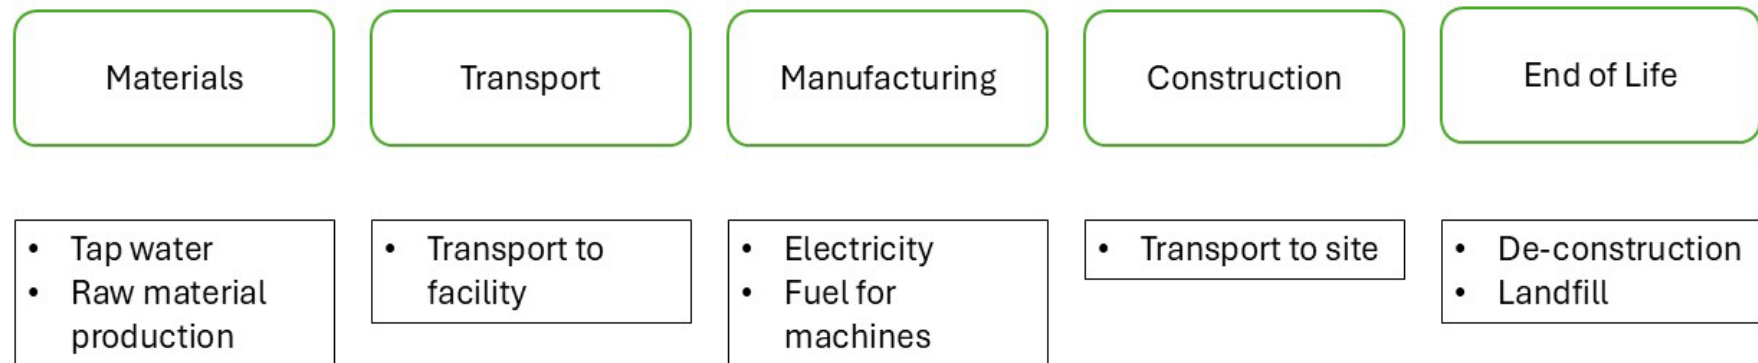 Materials
Transport
Manufacturing
Construction
End of Life
• Tap water
• Raw material
production
• Transport to
facility
• Electricity
• Fuel for
machines
• Transport to site
• De-construction
• Landfill